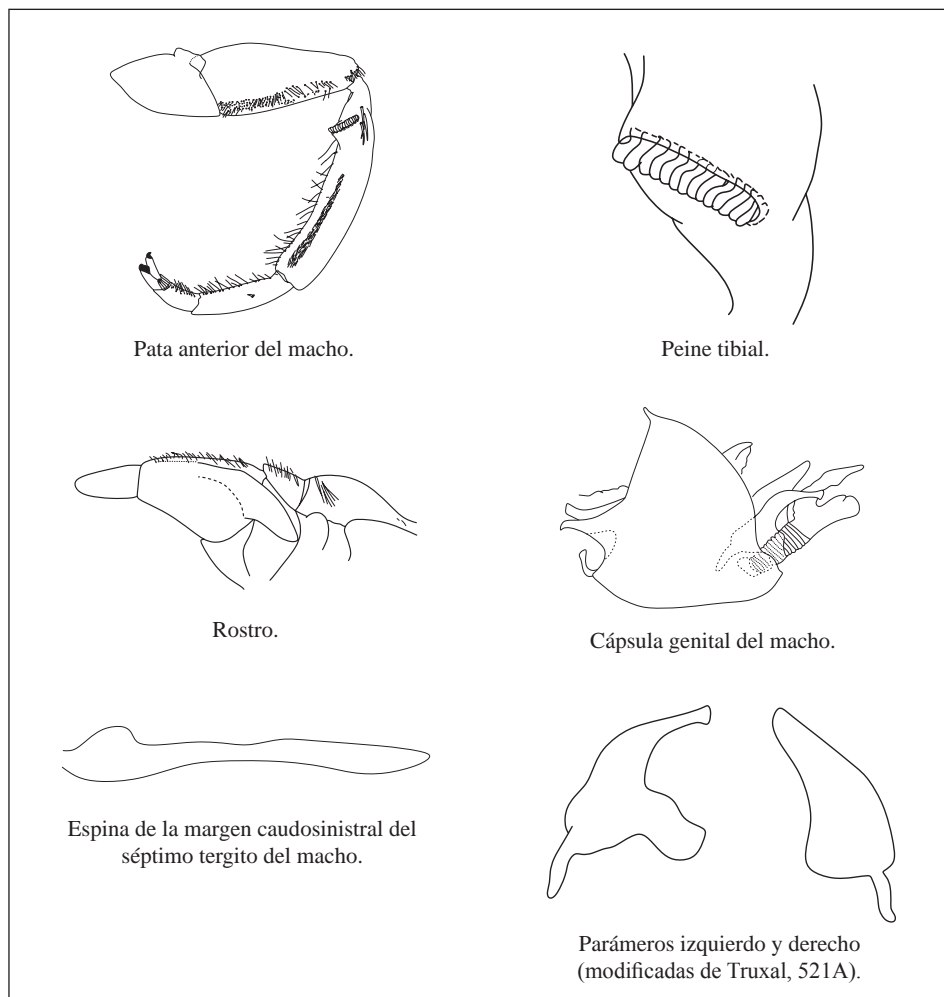 Pata anterior del macho.
Peine tibial.
Rostro.
Cápsula genital del macho.
Espina de la margen caudosinistral del
séptimo tergito del macho.
Parámeros izquierdo y derecho
(modificadas de Truxal, 521A).